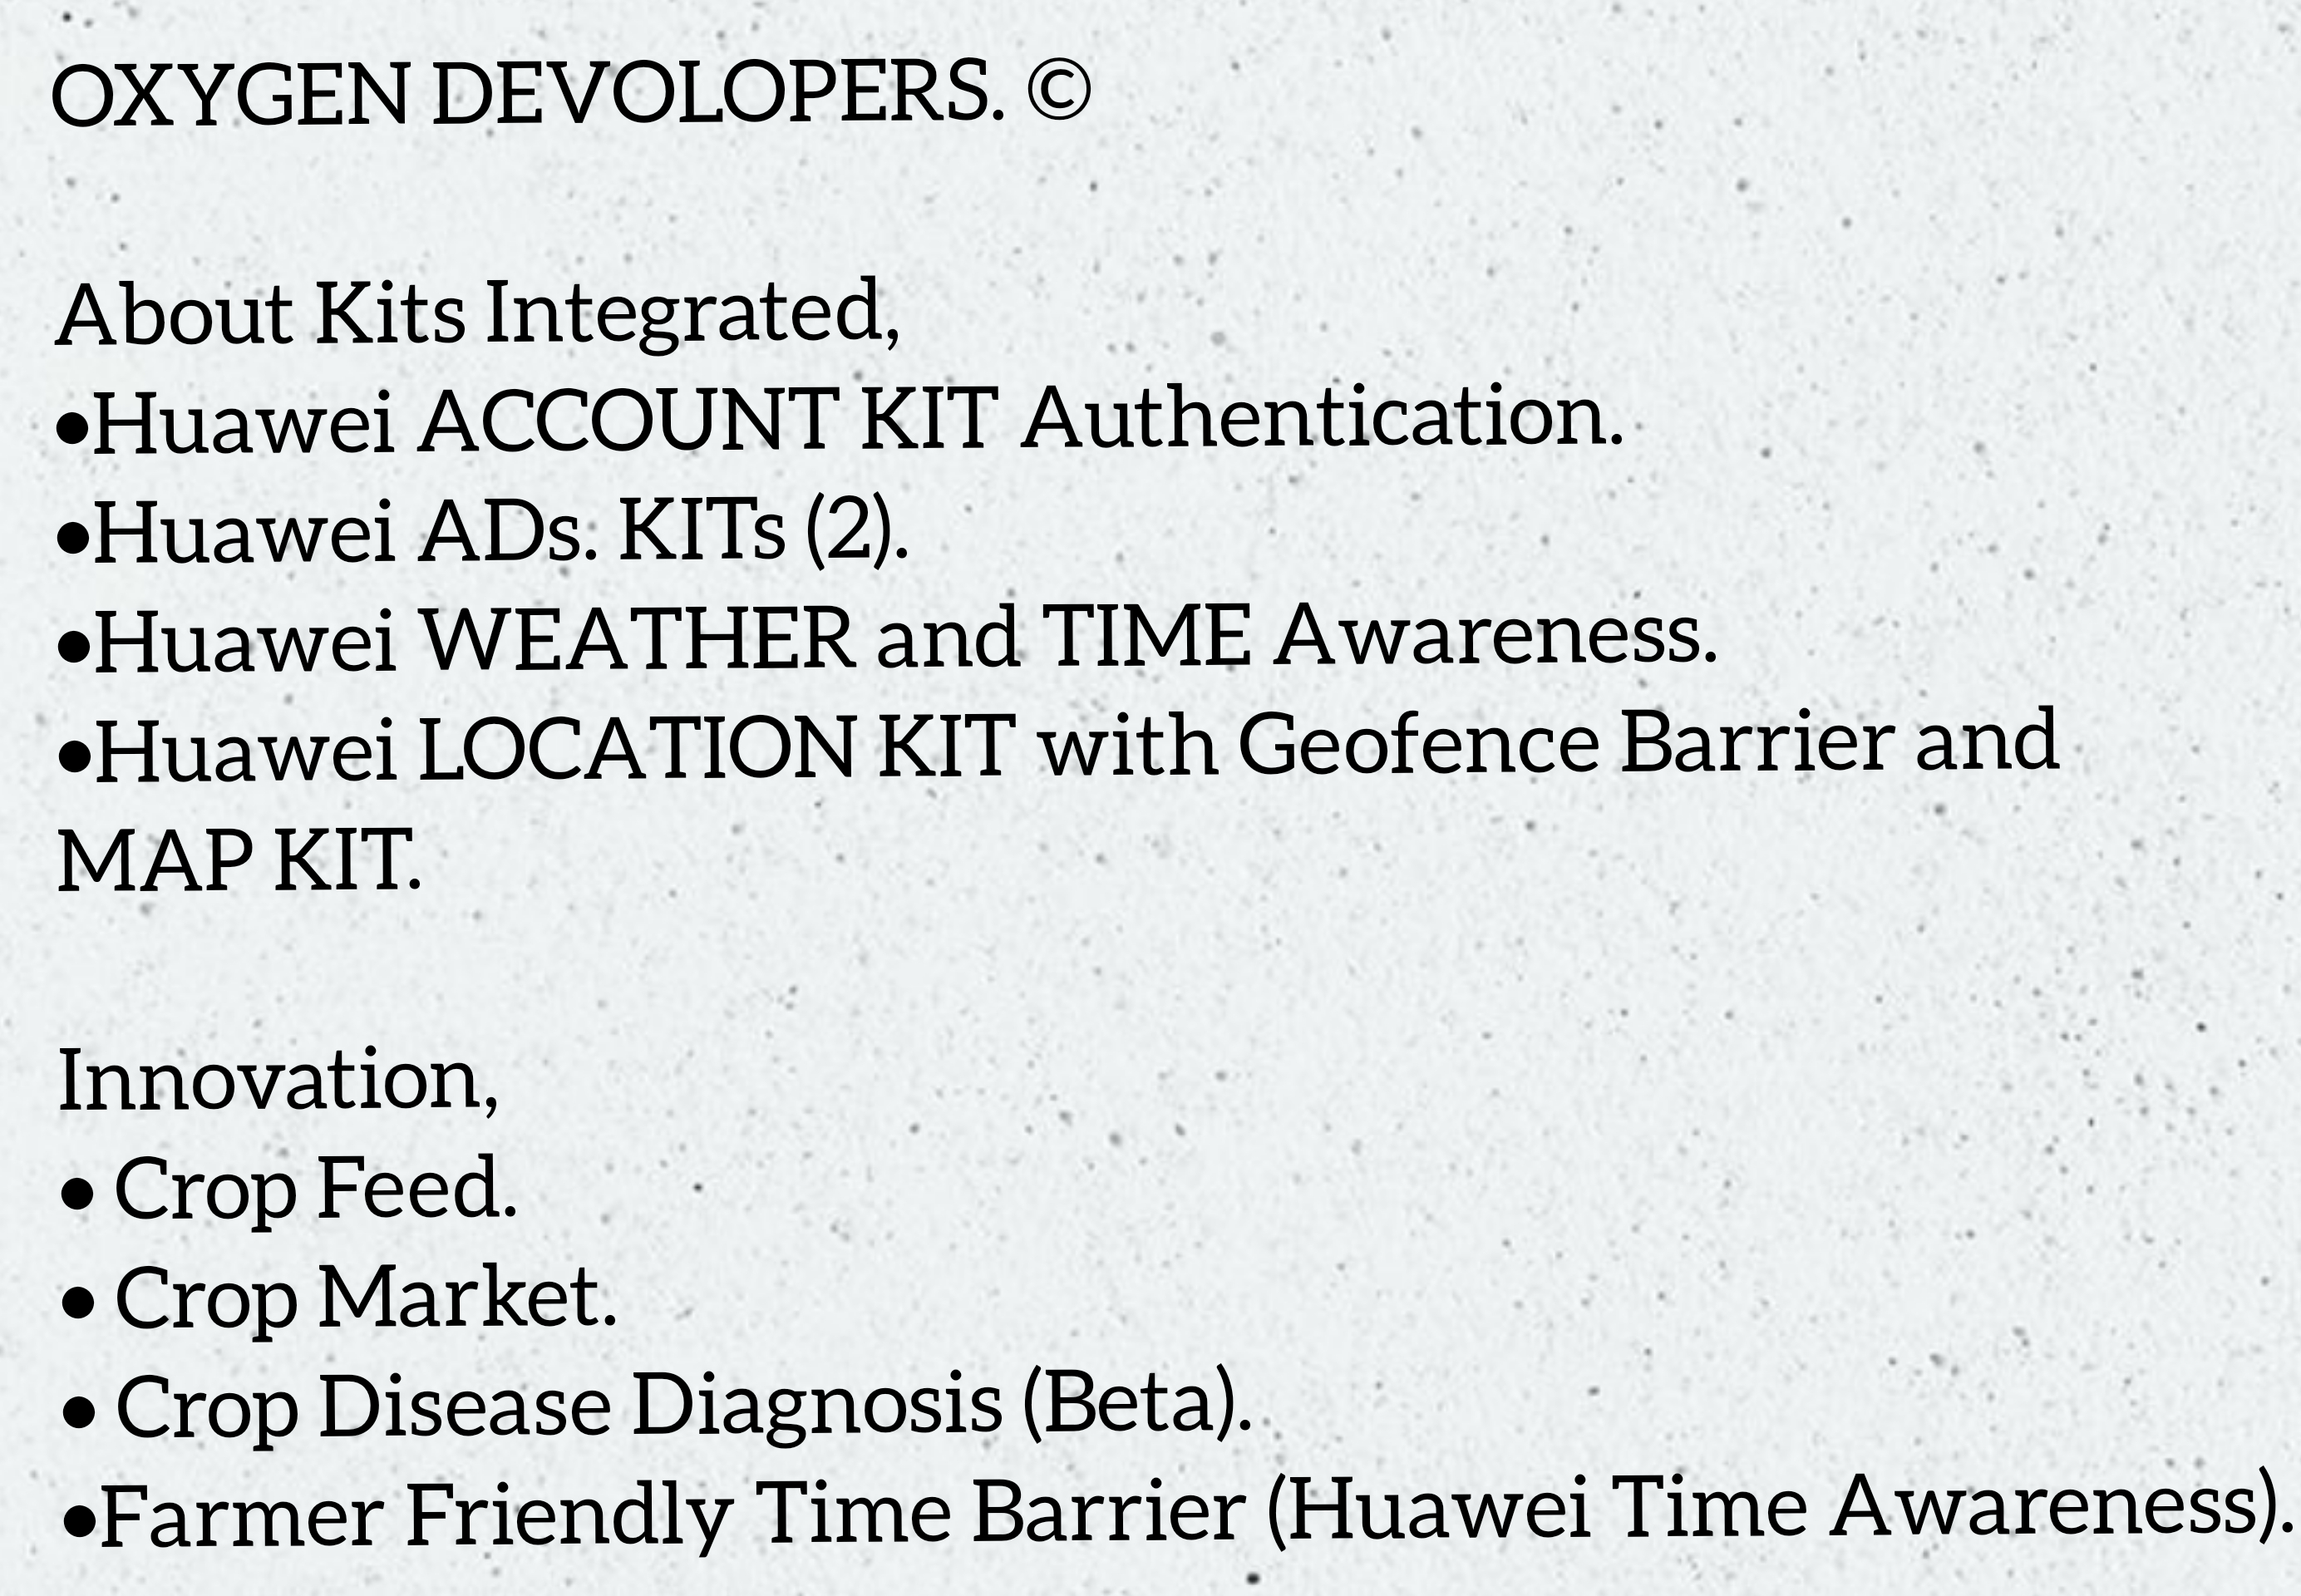 OXYGEN DEVOLOPERS. ©
About Kits Integrated,
•Huawei ACCOUNT KIT Authentication.
•Huawei ADs. KITs (2).
•Huawei WEATHER and TIME Awareness.
•Huawei LOCATION KIT with Geofence Barrier and
MAP KIT.
Innovation,
• Crop Feed.
• Crop Market.
• Crop Disease Diagnosis (Beta).
•Farmer Friendly Time Barrier (Huawei Time Awareness).